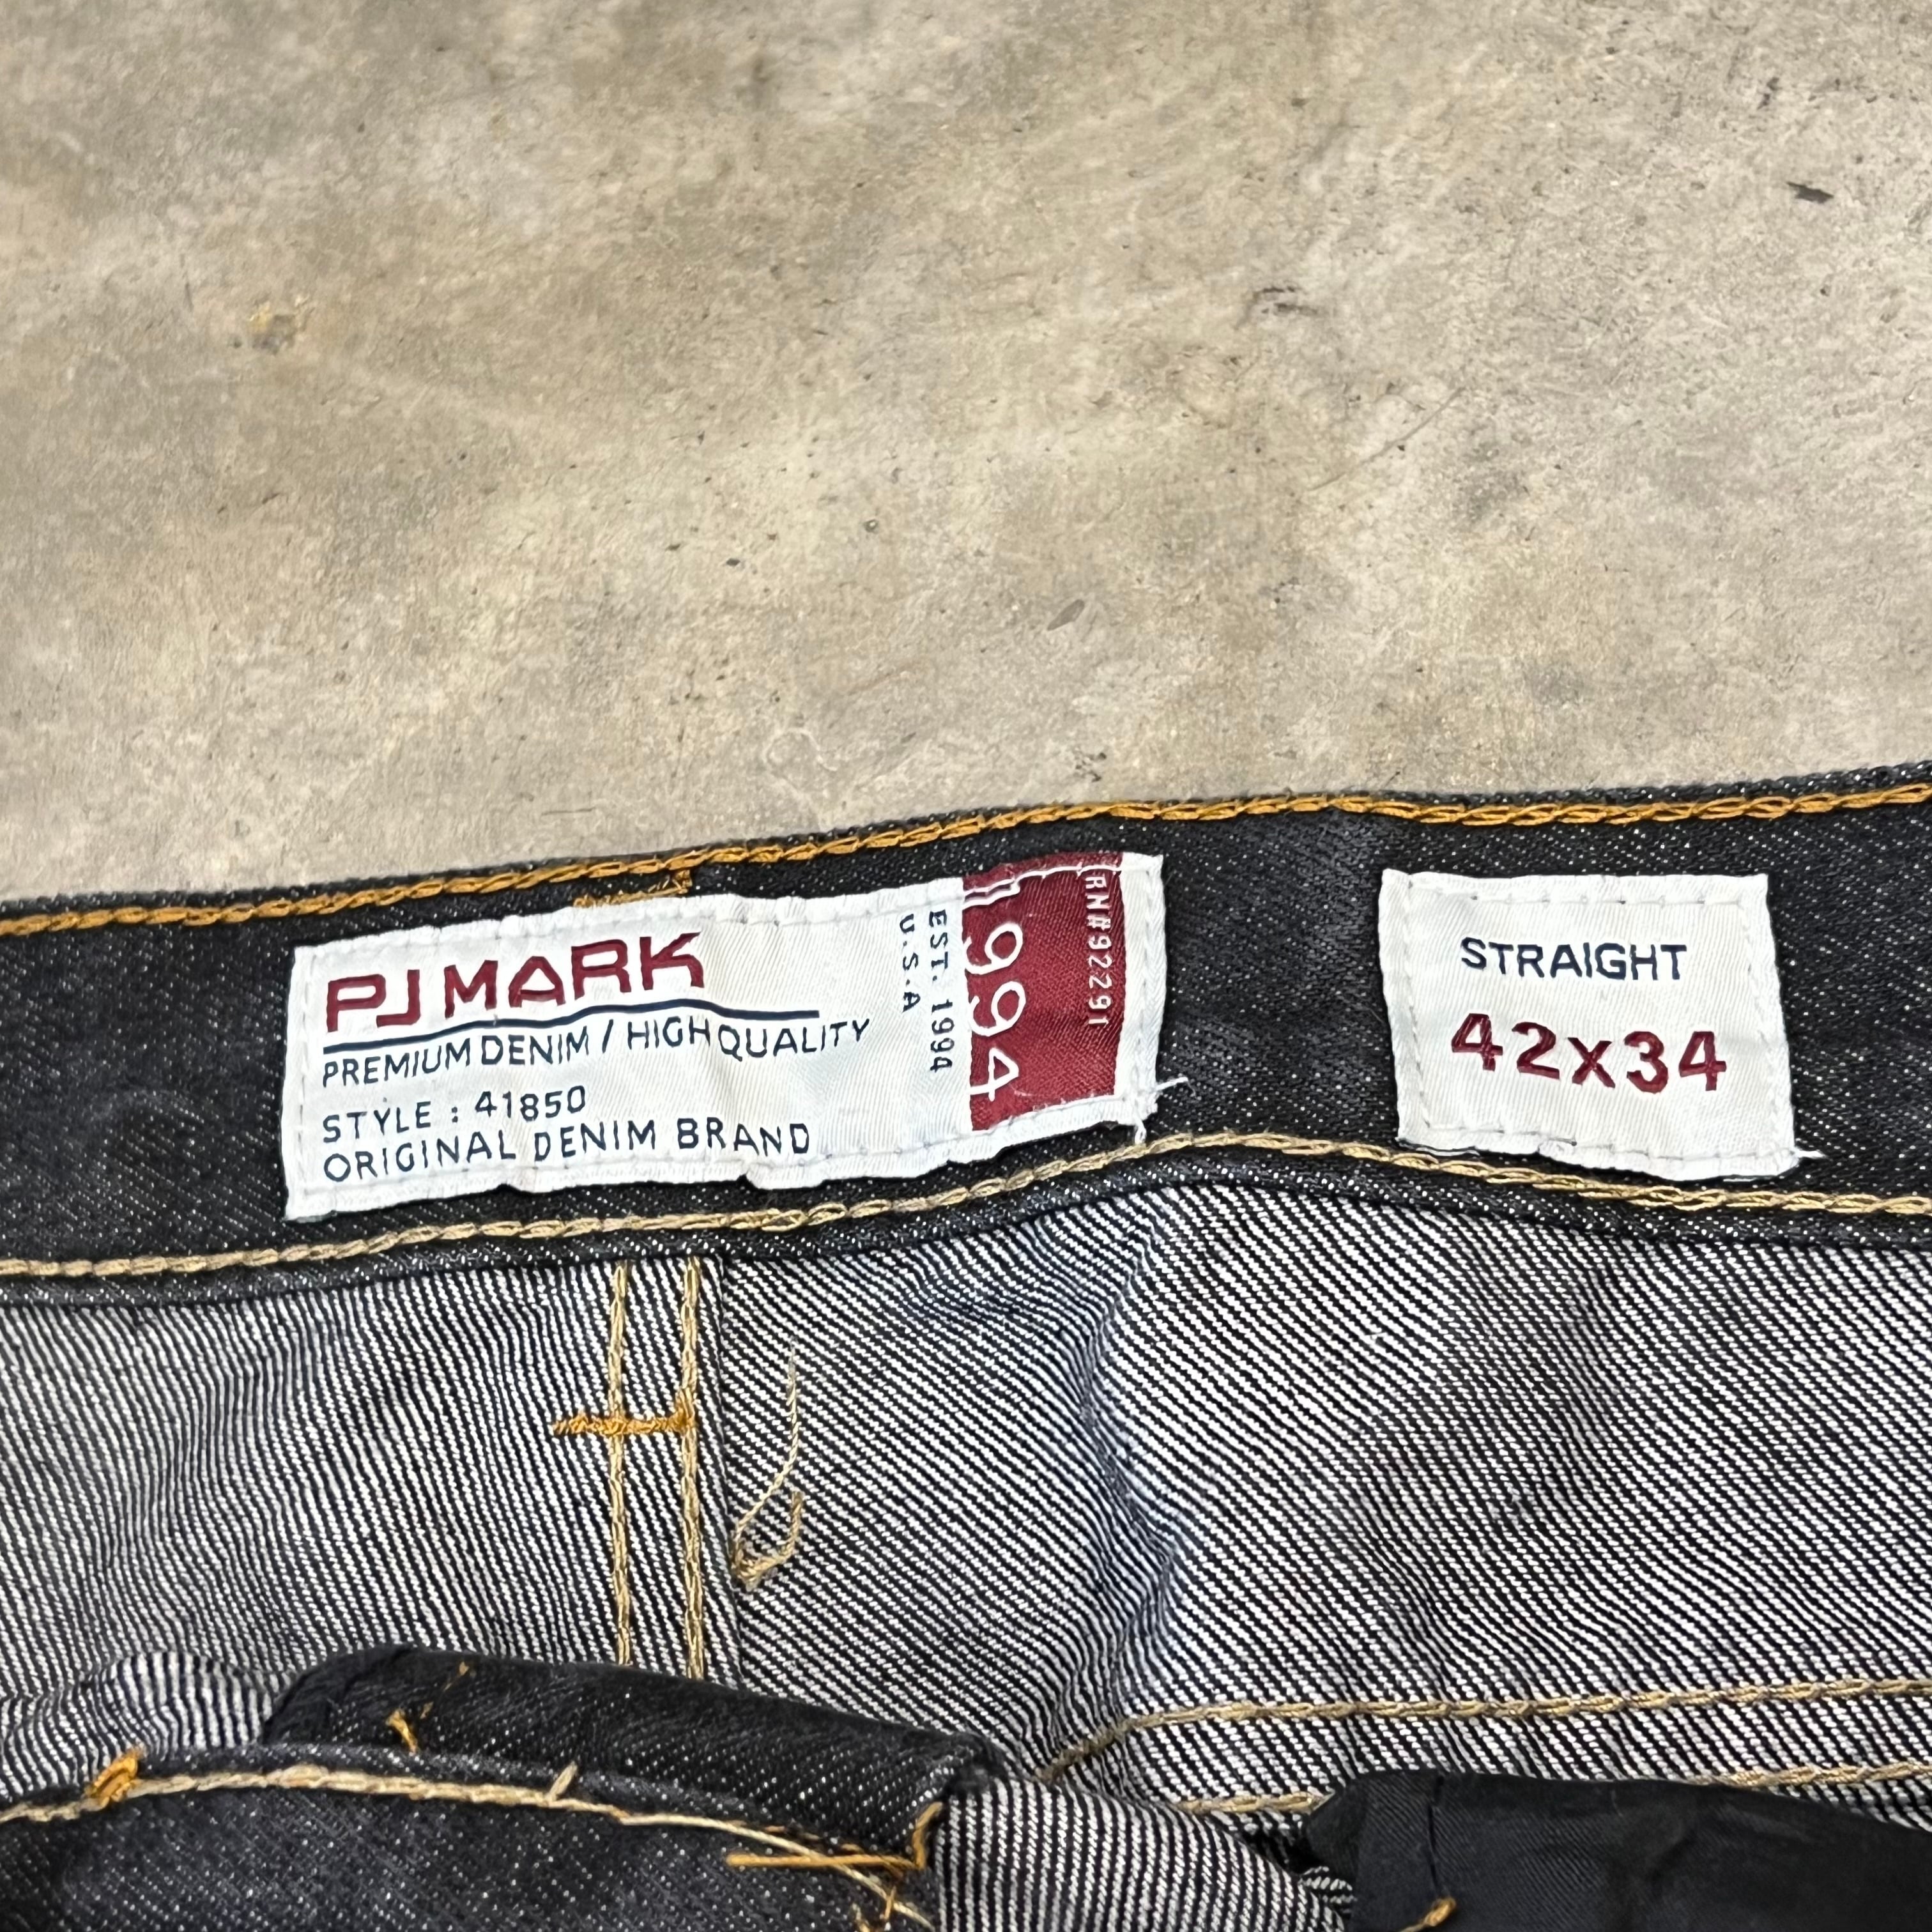 PJ MARK
PREMIUM DENIM / HIGH QUALITY
STYLE : 41850
ORIGINAL DENIM BRAND
EST. 1994
U.S.A
1994
RN#92291
STRAIGHT
42x34